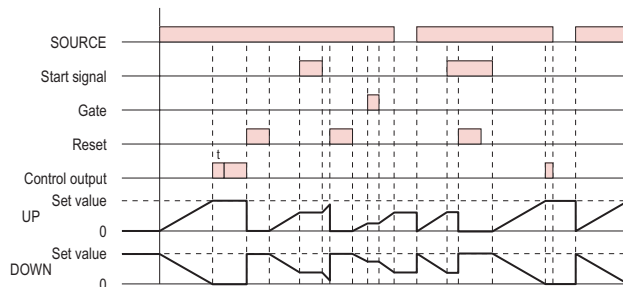 SOURCE
Start signal
Gate
Reset
t
Control output
Set value
UP
0
Set value
DOWN
0